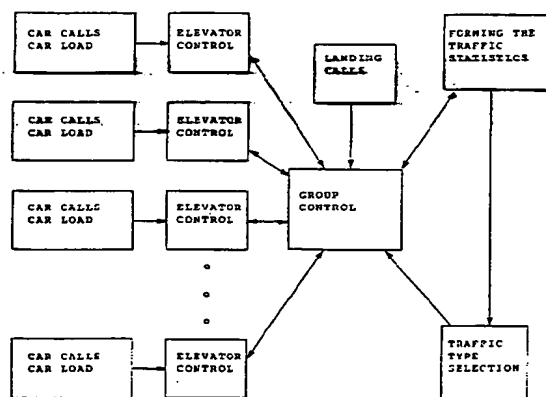 CAR CALLS
CAR LOAD
ELEVATOR
CONTROL
LANDING
CALLS
FORMING THE
TRAFFIC
STATISTICS
CAR CALLS
CAR LOAD
ELEVATOR
CONTROL
CAR CALLS
CAR LOAD
ELEVATOR
CONTROL
GROUP
CONTROL
CAR CALLS
CAR LOAD
ELEVATOR
CONTROL
TRAFFIC
TYPE
SELECTION